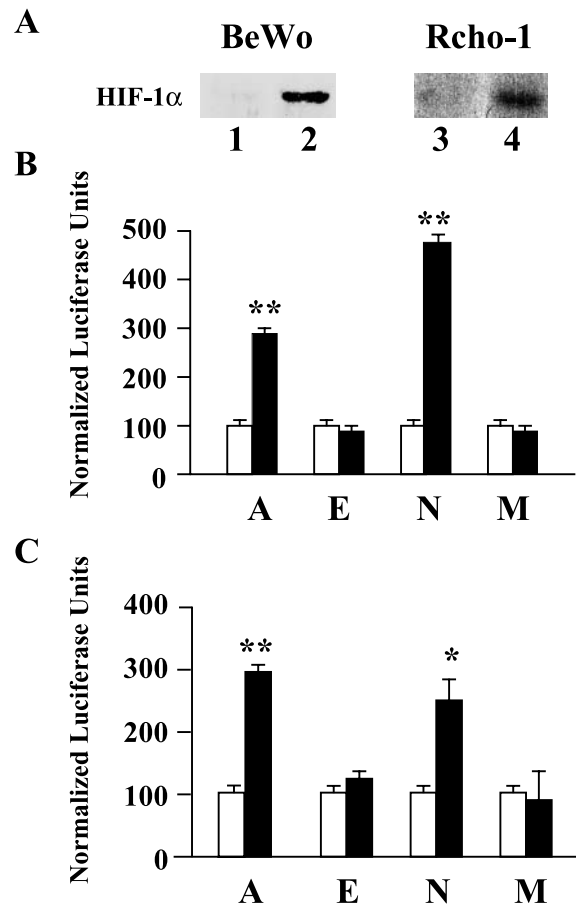 A
BeWo Rcho-1
HIF-1α
1 2 3 4
B
Normalized Luciferase Units
500
400
300
200
100
0
** **
A E N M
C
Normalized Luciferase Units
400
300
200
100
0
** *
A E N M